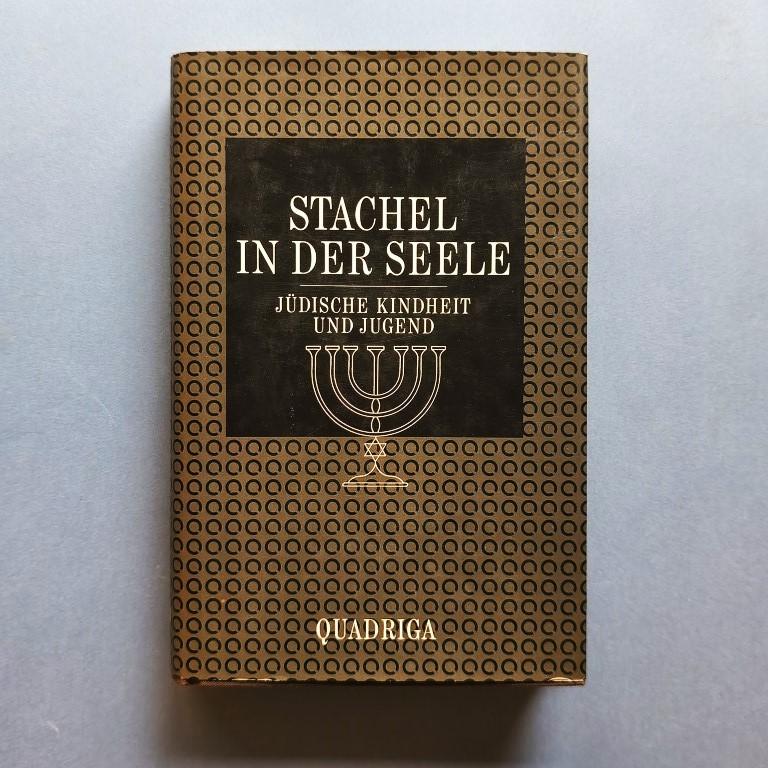 STACHEL
IN DER SEELE
JÜDISCHE KINDHEIT
UND JUGEND
QUADRIGA